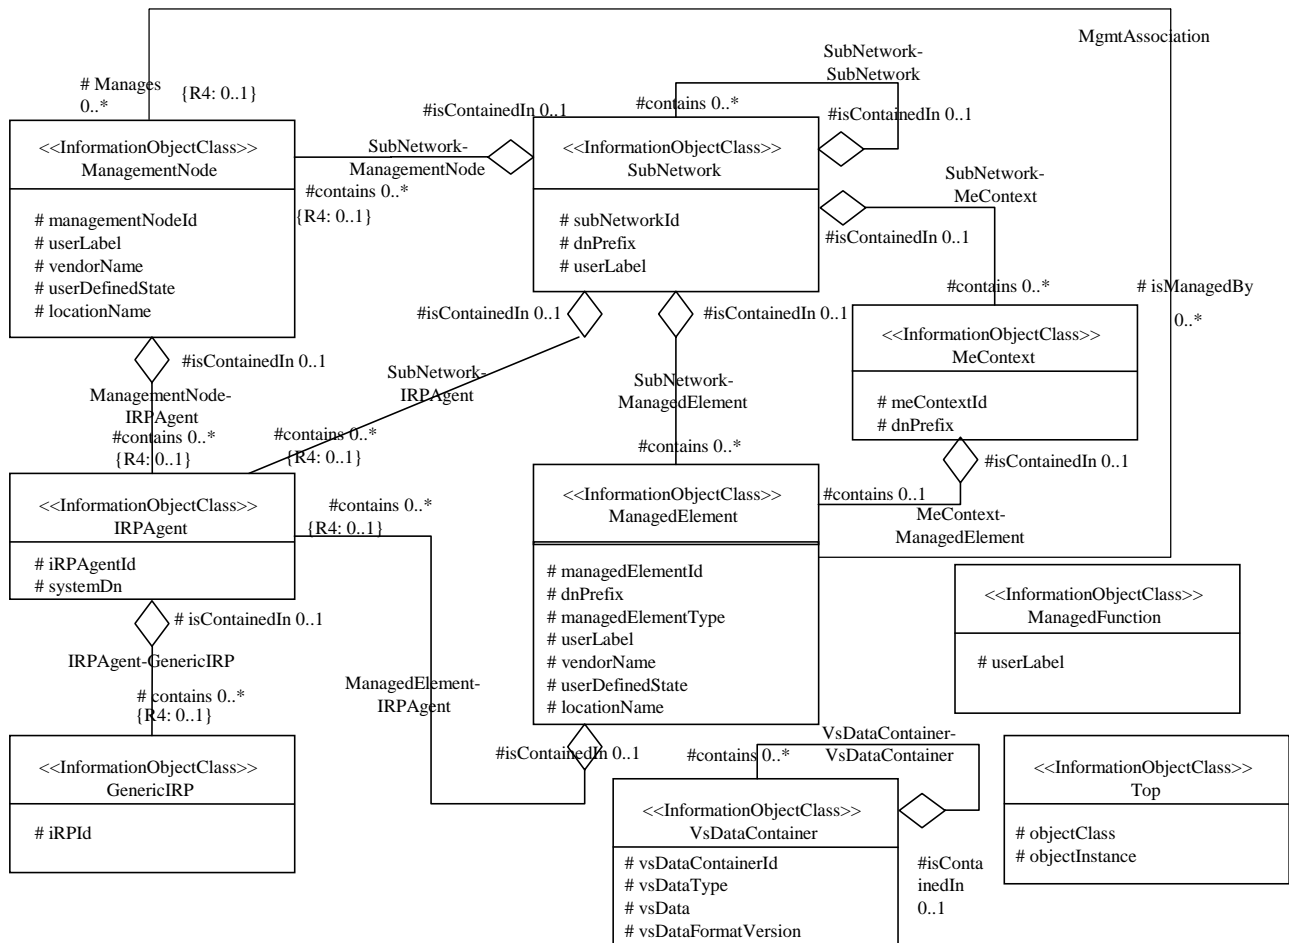 MgmtAssociation
SubNetwork-
SubNetwork
# Manages
0..*
{R4: 0..1}
#isContainedIn 0..1
#contains 0..*
#isContainedIn 0..1
<<InformationObjectClass>>
ManagementNode
# managementNodeId
# userLabel
# vendorName
# userDefinedState
# locationName
SubNetwork-
ManagementNode
#contains 0..*
{R4: 0..1}
<<InformationObjectClass>>
SubNetwork
# subNetworkId
# dnPrefix
# userLabel
SubNetwork-
MeContext
#isContainedIn 0..1
#contains 0..*
# isManagedBy
0..*
#isContainedIn 0..1
#isContainedIn 0..1
#isContainedIn 0..1
<<InformationObjectClass>>
MeContext
# meContextId
# dnPrefix
ManagementNode-
IRPAgent
#contains 0..*
{R4: 0..1}
SubNetwork-
IRPAgent
#contains 0..*
{R4: 0..1}
SubNetwork-
ManagedElement
#contains 0..*
#isContainedIn 0..1
#contains 0..1
MeContext-
ManagedElement
<<InformationObjectClass>>
IRPAgent
# iRPAgentId
# systemDn
#contains 0..*
{R4: 0..1}
<<InformationObjectClass>>
ManagedElement
# managedElementId
# dnPrefix
# managedElementType
# userLabel
# vendorName
# userDefinedState
# locationName
<<InformationObjectClass>>
ManagedFunction
# userLabel
# isContainedIn 0..1
IRPAgent-GenericIRP
# contains 0..*
{R4: 0..1}
ManagedElement-
IRPAgent
#isContainedIn 0..1
<<InformationObjectClass>>
GenericIRP
# iRPId
VsDataContainer-
VsDataContainer
#contains 0..*
<<InformationObjectClass>>
VsDataContainer
# vsDataContainerId
# vsDataType
# vsData
# vsDataFormatVersion
#isConta
inedIn
0..1
<<InformationObjectClass>>
Top
# objectClass
# objectInstance